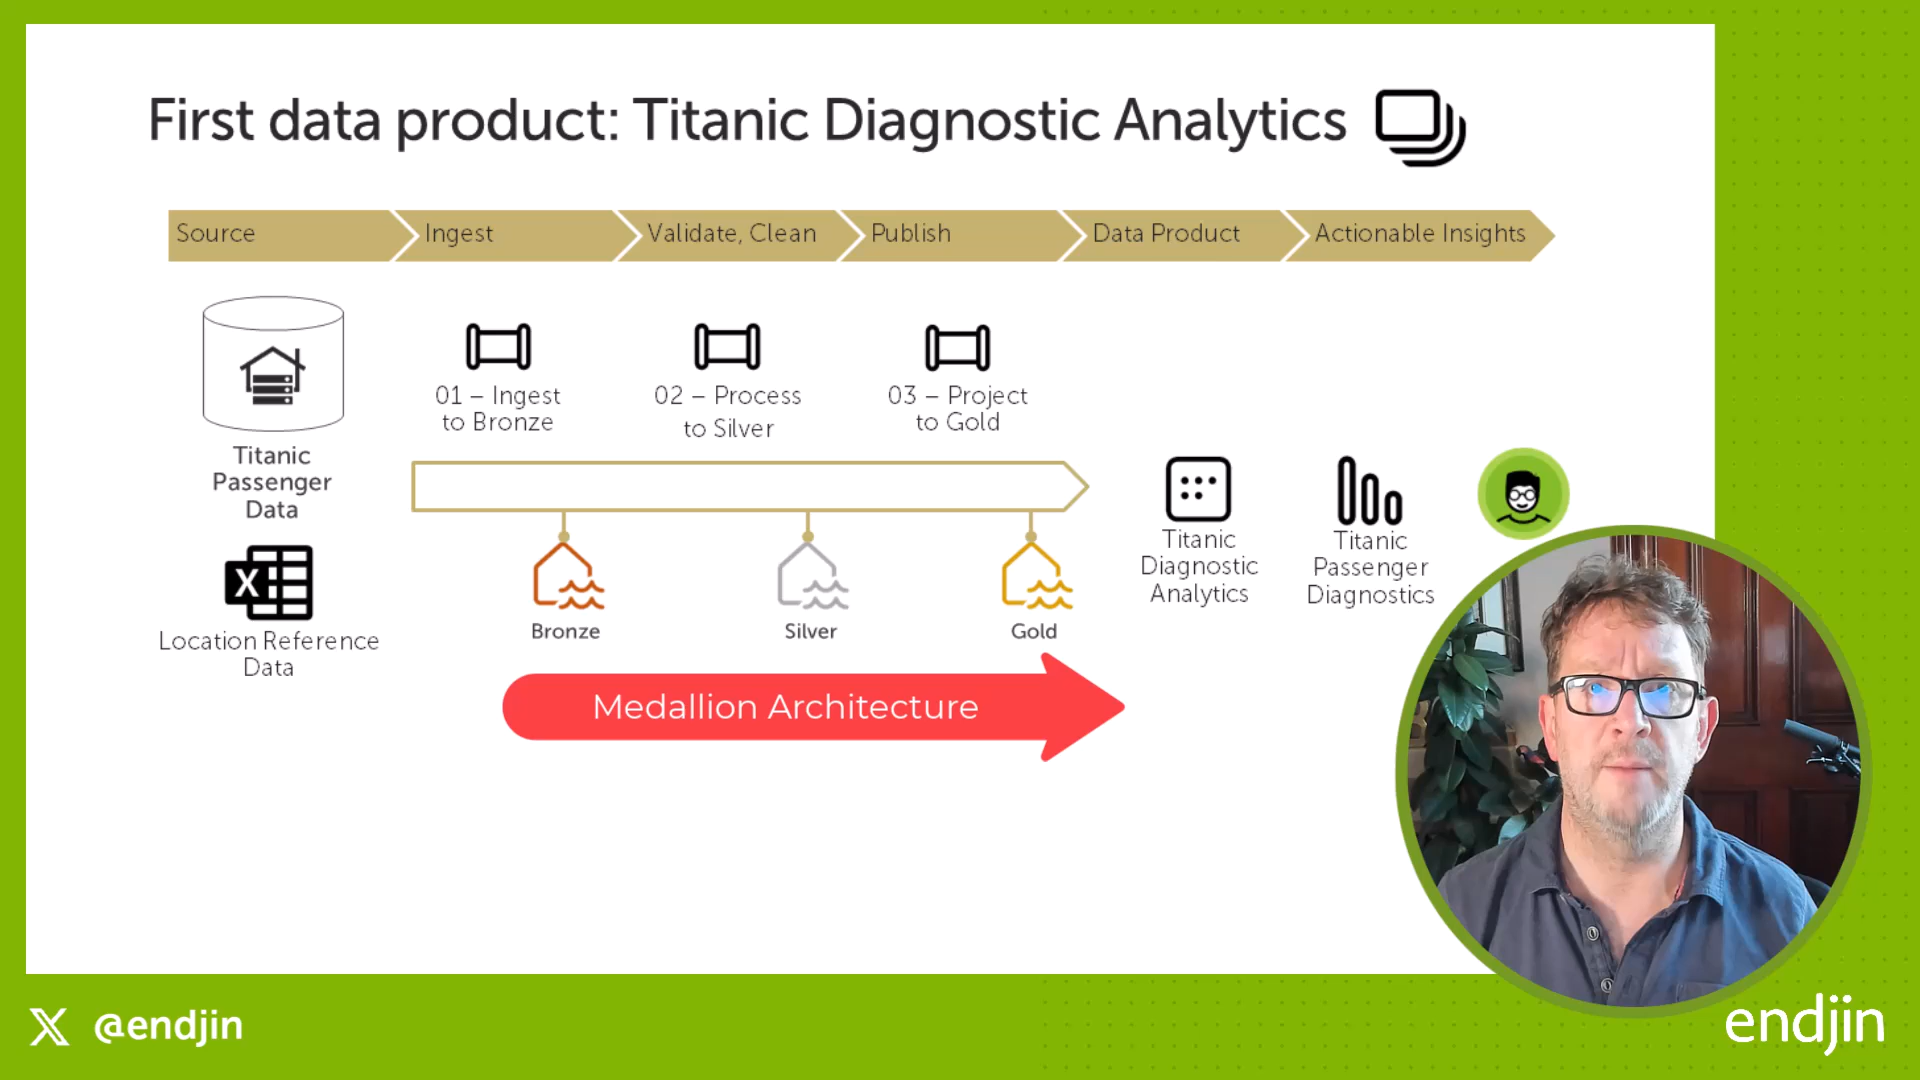 First data product: Titanic Diagnostic Analytics
Source
Ingest
Validate, Clean
Publish
Data Product
Actionable Insights
01 – Ingest
to Bronze
02 – Process
to Silver
03 – Project
to Gold
Titanic
Passenger
Data
X
Location Reference
Data
Bronze
Silver
Gold
Titanic
Diagnostic
Analytics
Titanic
Passenger
Diagnostics
Medallion Architecture
@endjin
endjin